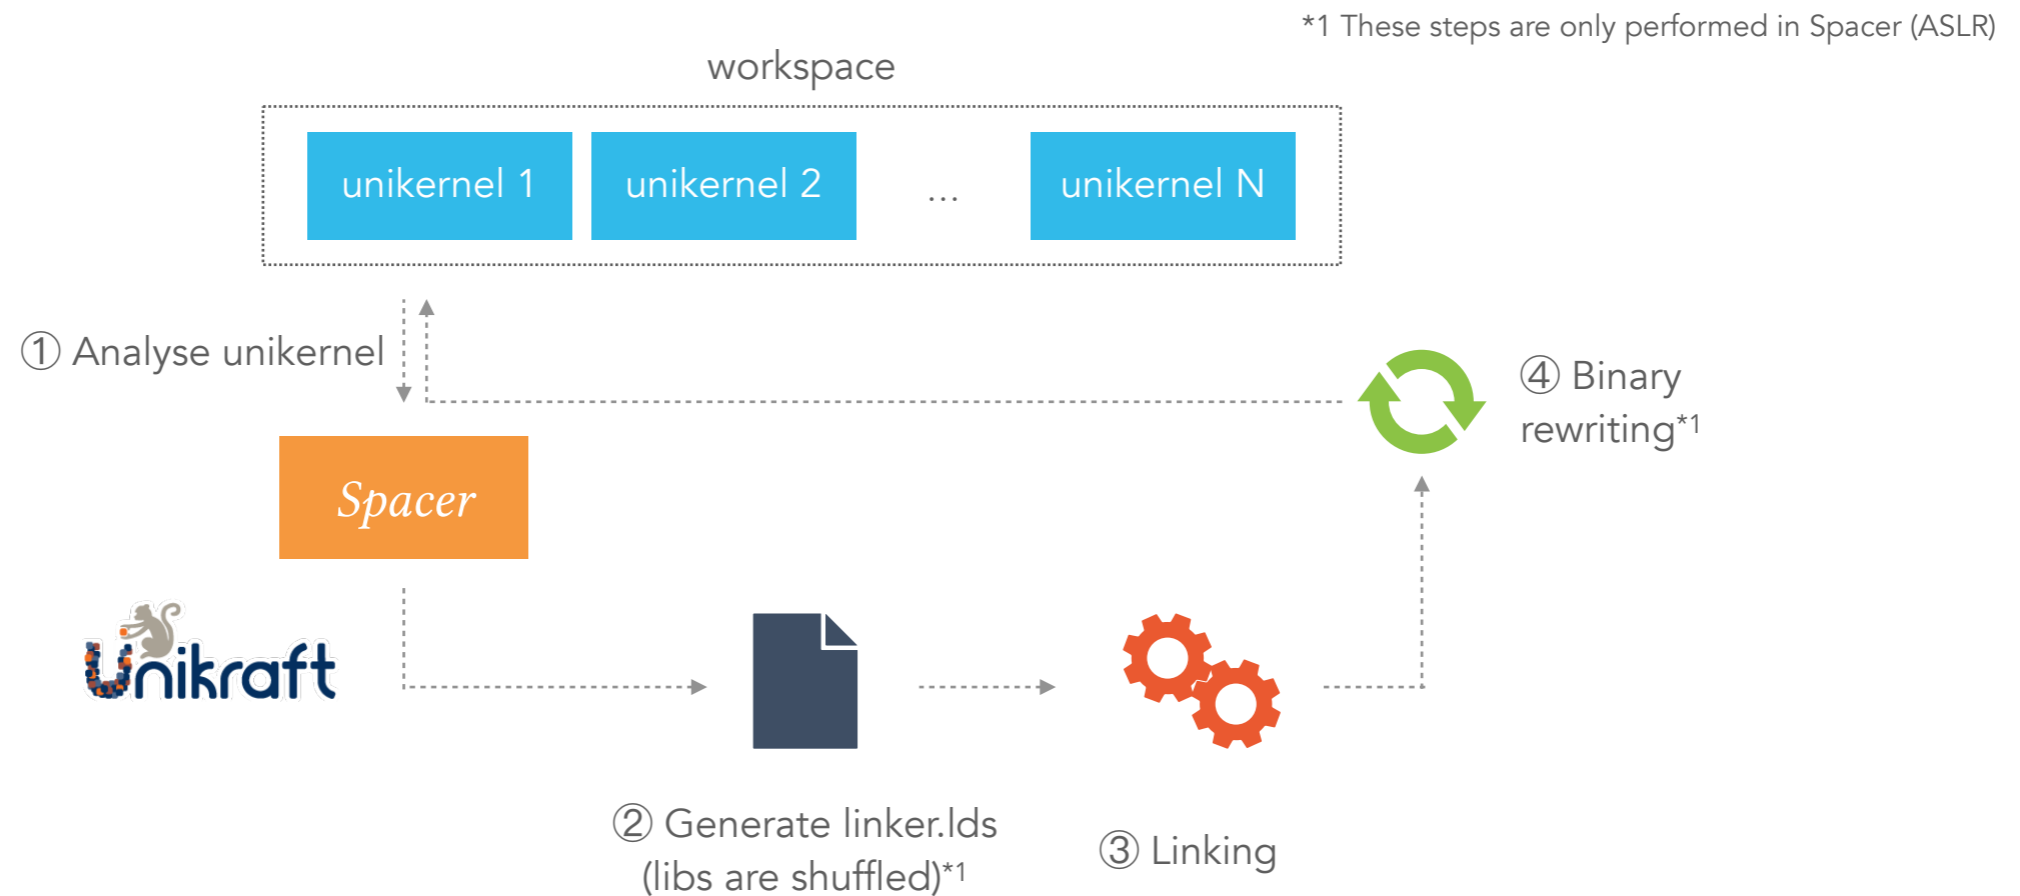 *1 These steps are only performed in Spacer (ASLR)
workspace
unikernel 1
unikernel 2
...
unikernel N
① Analyse unikernel
④ Binary
rewriting*1
Spacer
Unikraft
② Generate linker.lds
(libs are shuffled)*1
③ Linking